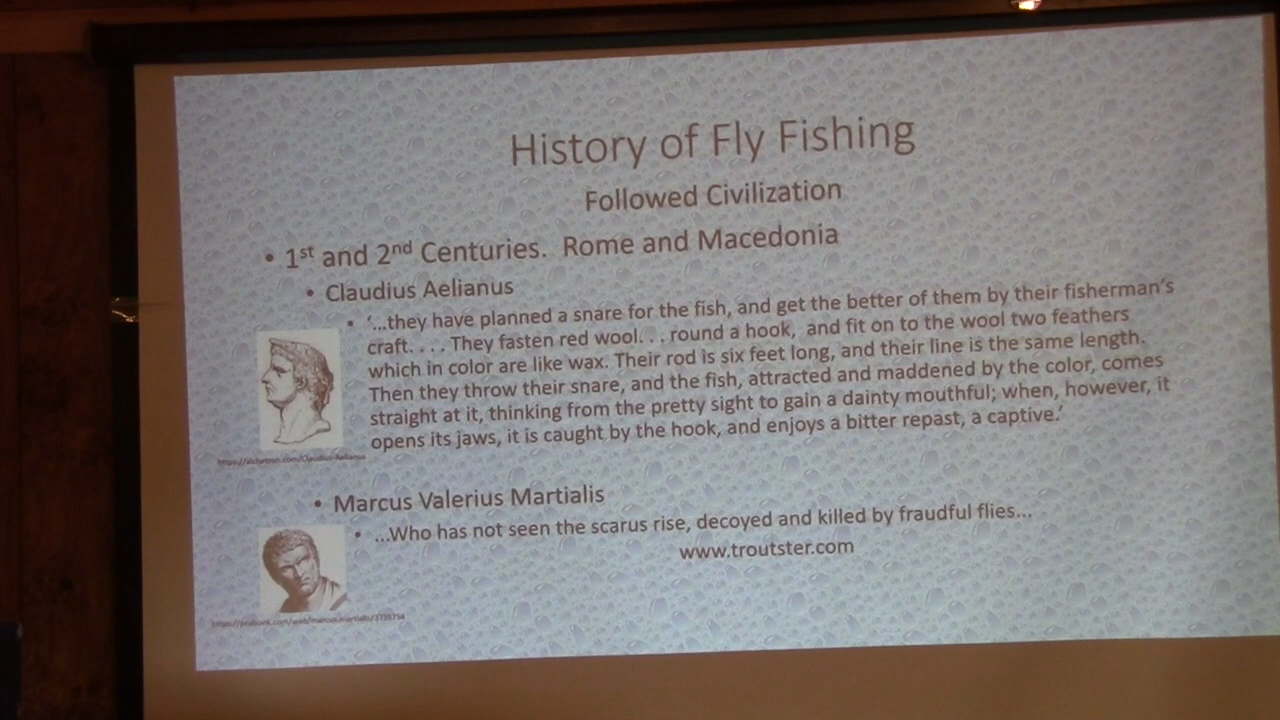 History of Fly Fishing
Followed Civilization
• 1st and 2nd Centuries. Rome and Macedonia
• Claudius Aelianus
• ‘...they have planned a snare for the fish, and get the better of them by their fisherman’s
craft. . . . They fasten red wool. . . round a hook, and fit on to the wool two feathers
which in color are like wax. Their rod is six feet long, and their line is the same length.
Then they throw their snare, and the fish, attracted and maddened by the color, comes
straight at it, thinking from the pretty sight to gain a dainty mouthful; when, however, it
opens its jaws, it is caught by the hook, and enjoys a bitter repast, a captive.’
https://alchetron.com/Claudius-Aelianus
• Marcus Valerius Martialis
• ...Who has not seen the scarus rise, decoyed and killed by fraudful flies...
www.troutster.com